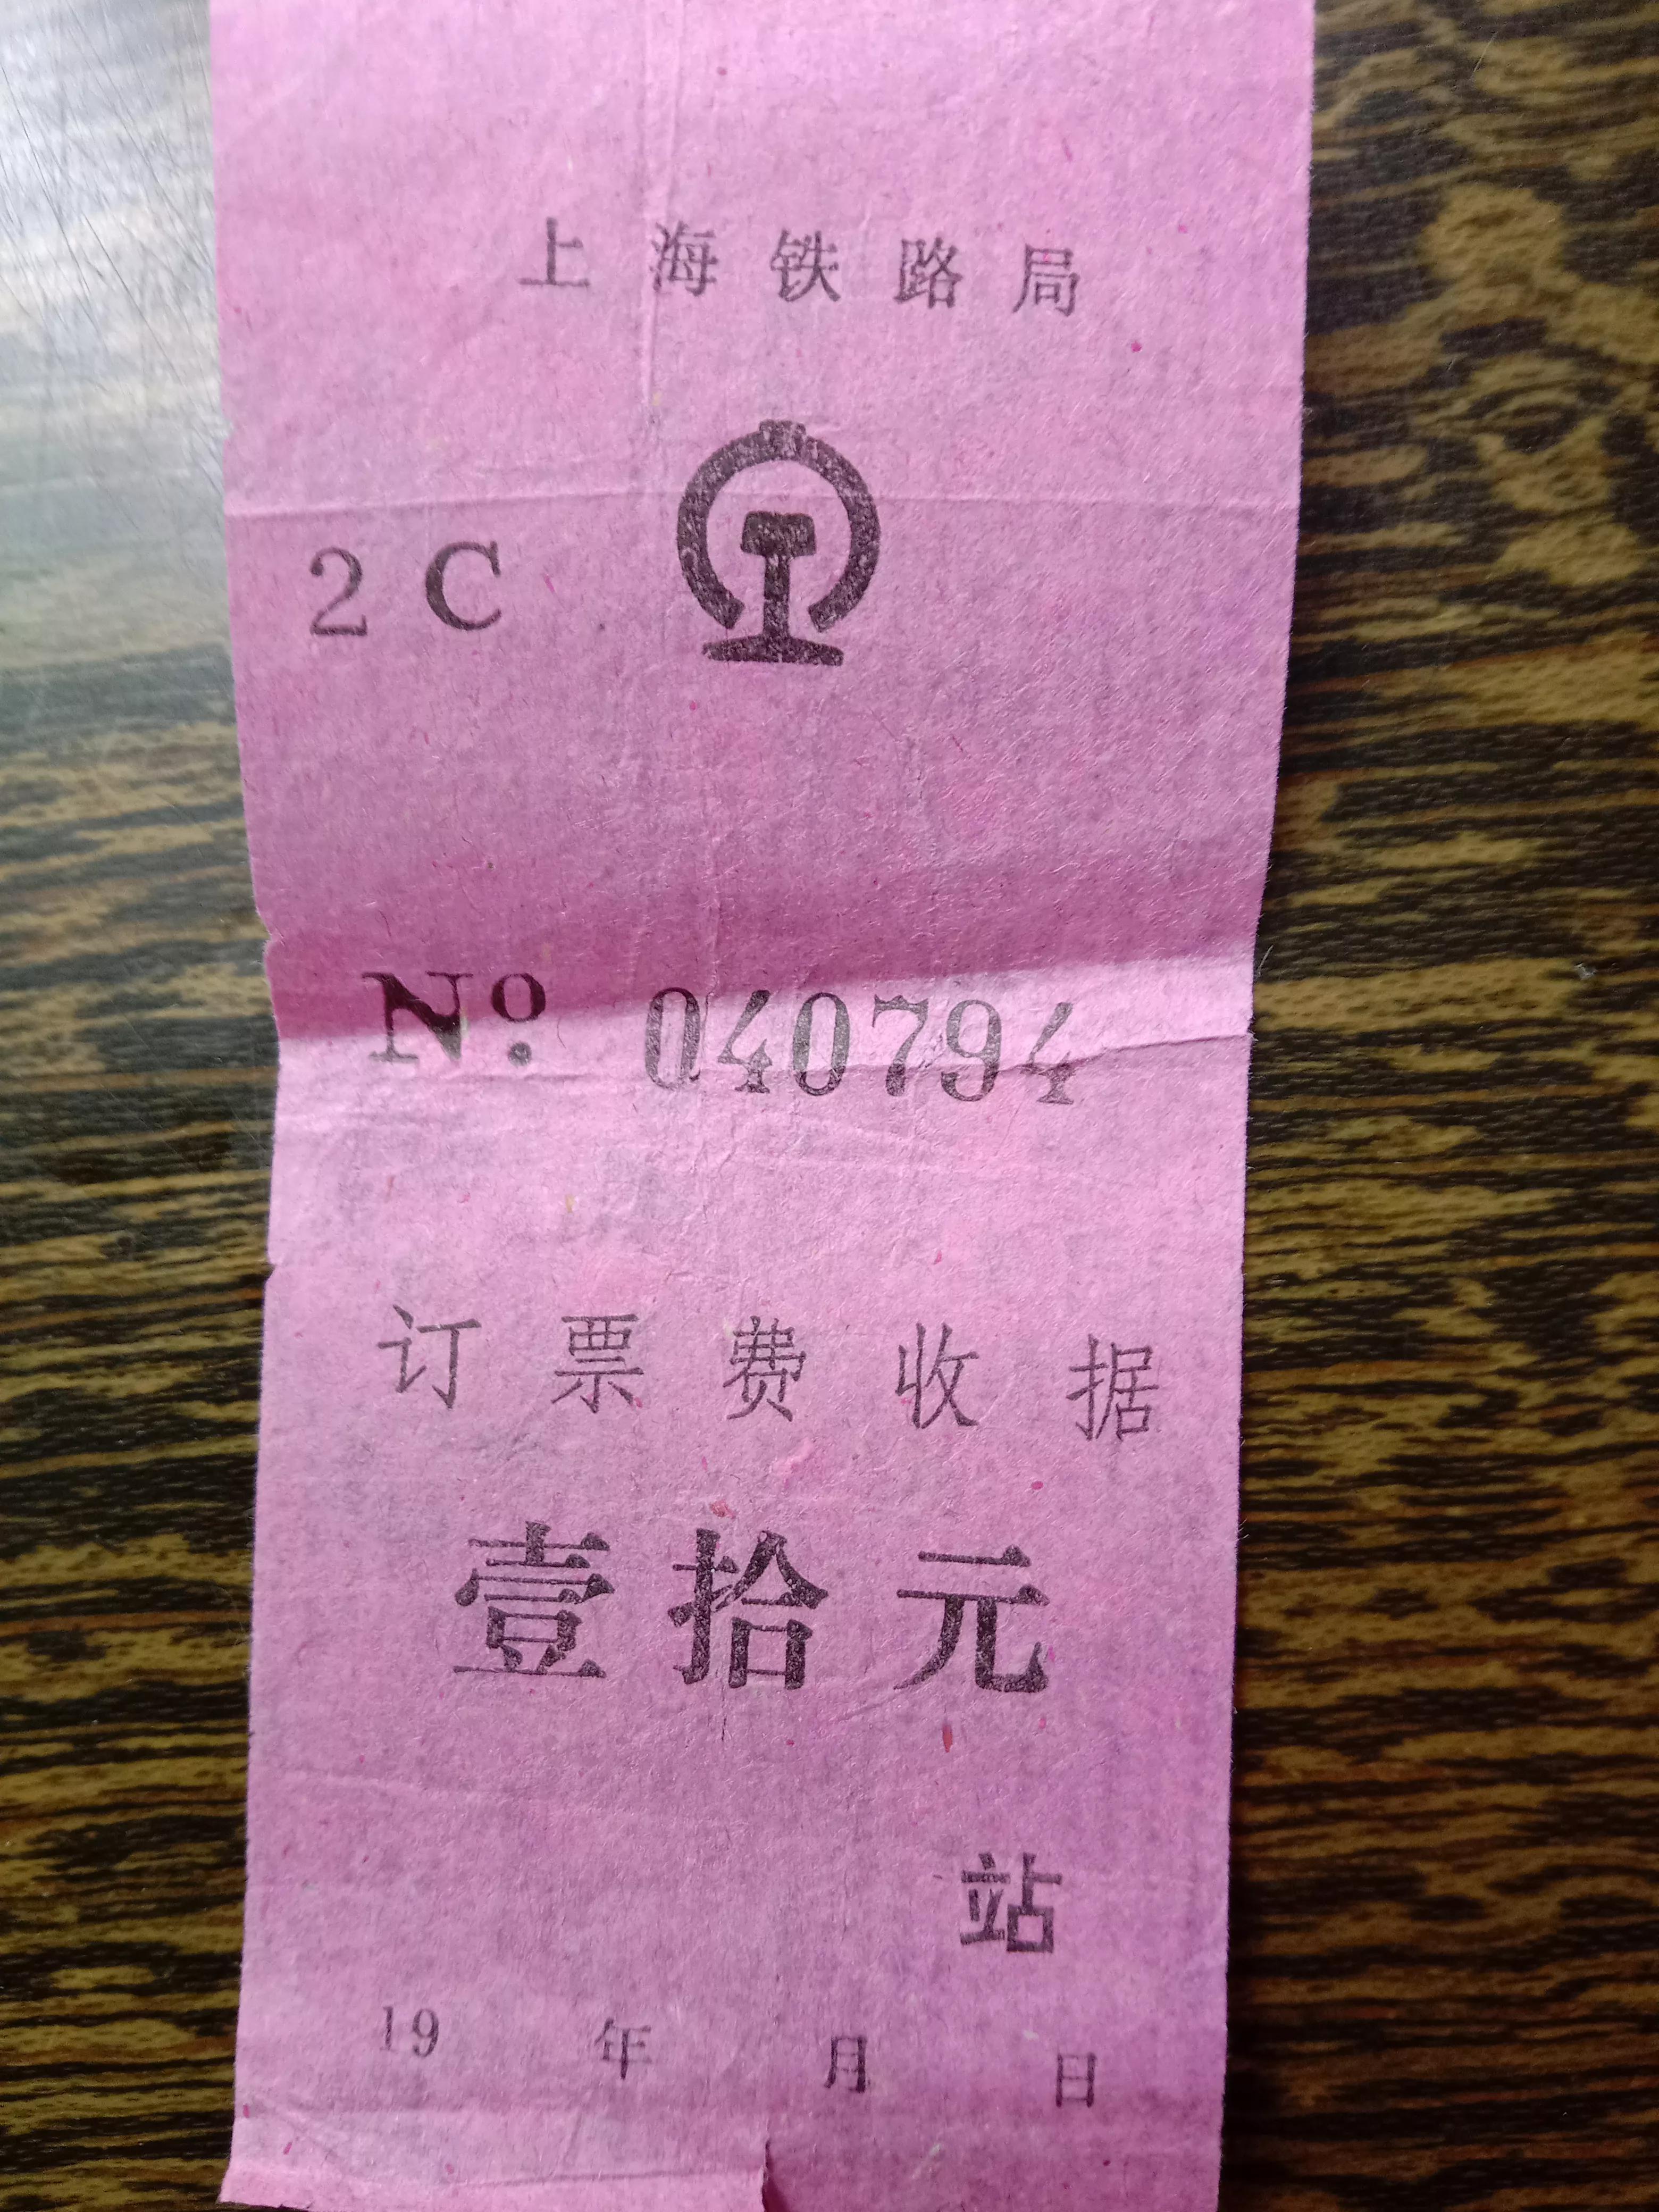 上海铁路局
2C
Nº 040794
订票费收据
壹拾元
站
19 年 月 日